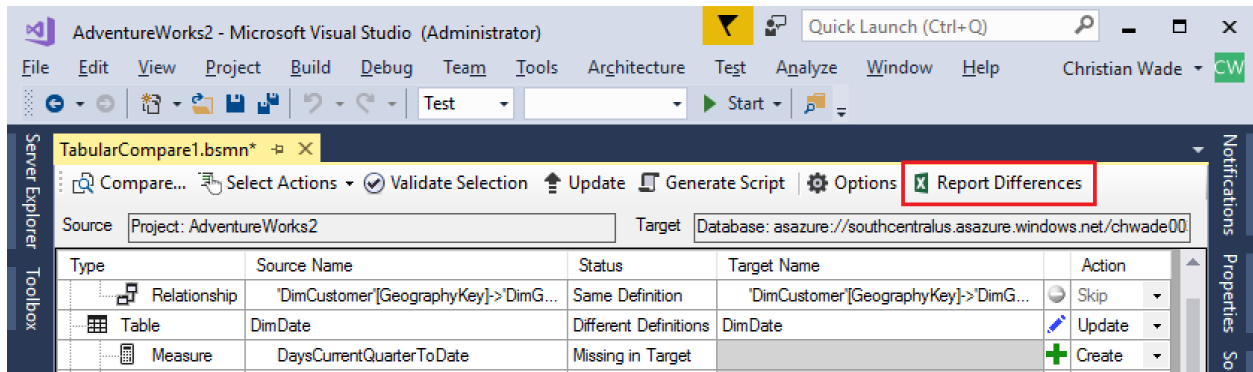 AdventureWorks2 - Microsoft Visual Studio (Administrator) Quick Launch (Ctrl+Q)
File Edit View Project Build Debug Team Tools Architecture Test Analyze Window Help Christian Wade CW
Test Start
Server Explorer
Toolbox
TabularCompare1.bsmn*
Compare... Select Actions Validate Selection Update Generate Script Options Report Differences
Source Project: AdventureWorks2 Target Database: asazure://southcentralus.asazure.windows.net/chwade00
Type Source Name Status Target Name Action
Relationship 'DimCustomer'[GeographyKey]->'DimG... Same Definition 'DimCustomer'[GeographyKey]->'DimG... Skip
Table DimDate Different Definitions DimDate Update
Measure DaysCurrentQuarterToDate Missing in Target Create
Notifications
Properties
So